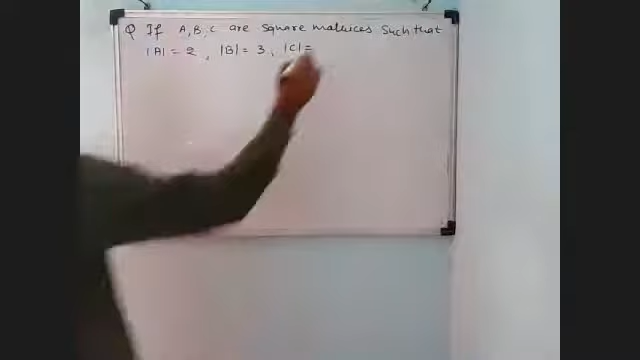 Q If A, B, C are Square matrices Such that
|A| = 2 , |B| = 3 , |C| =